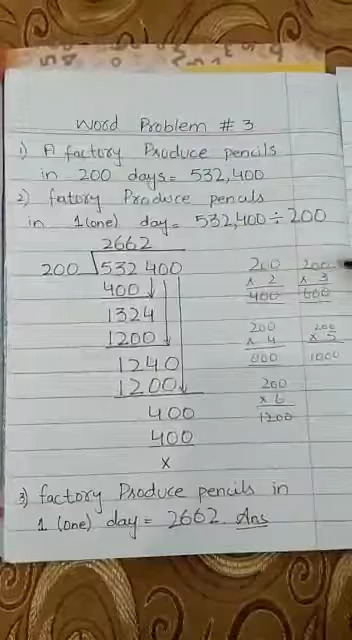 Word Problem # 3
1) A factory Produce pencils
in 200 days = 532,400
2) fatory Produce pencils
in 1 (one) day = 532,400 ÷ 200
2662
200 532400
400
1324
1200
1240
1200
400
400
x
200
x 2
400
200
x 3
600
200
x 4
800
200
x 5
1000
200
x 6
1200
3) factory Produce pencils in
1 (one) day = 2662 Ans